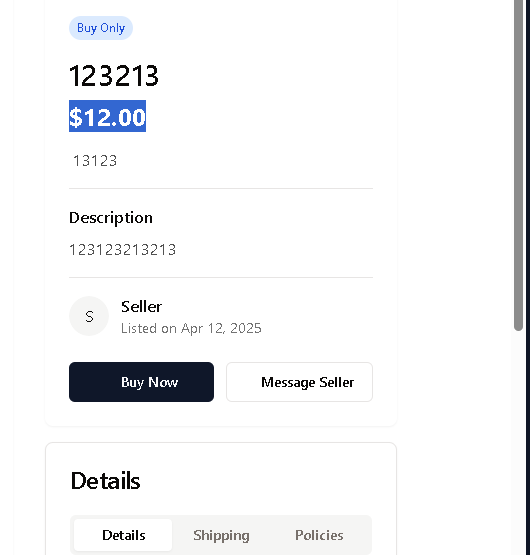 Buy Only
123213
$12.00
13123
Description
123123213213
S
Seller
Listed on Apr 12, 2025
Buy Now
Message Seller
Details
Details
Shipping
Policies